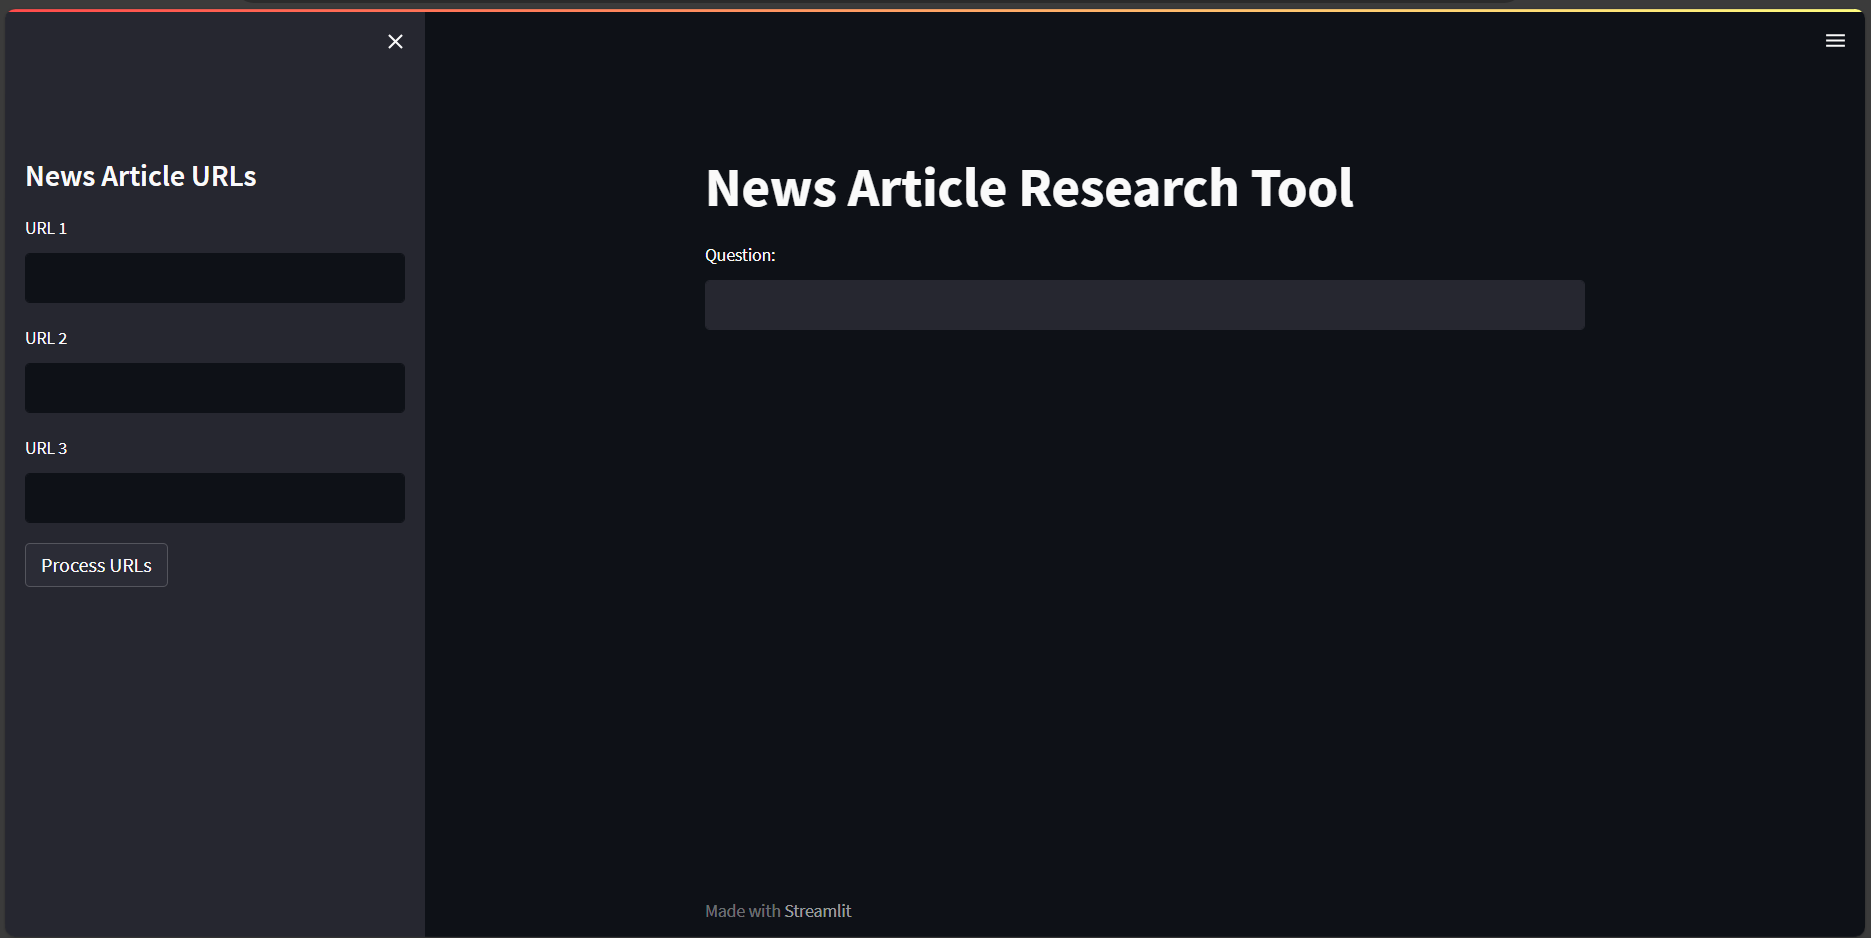 News Article URLs
URL 1
URL 2
URL 3
Process URLs
News Article Research Tool
Question:
Made with Streamlit